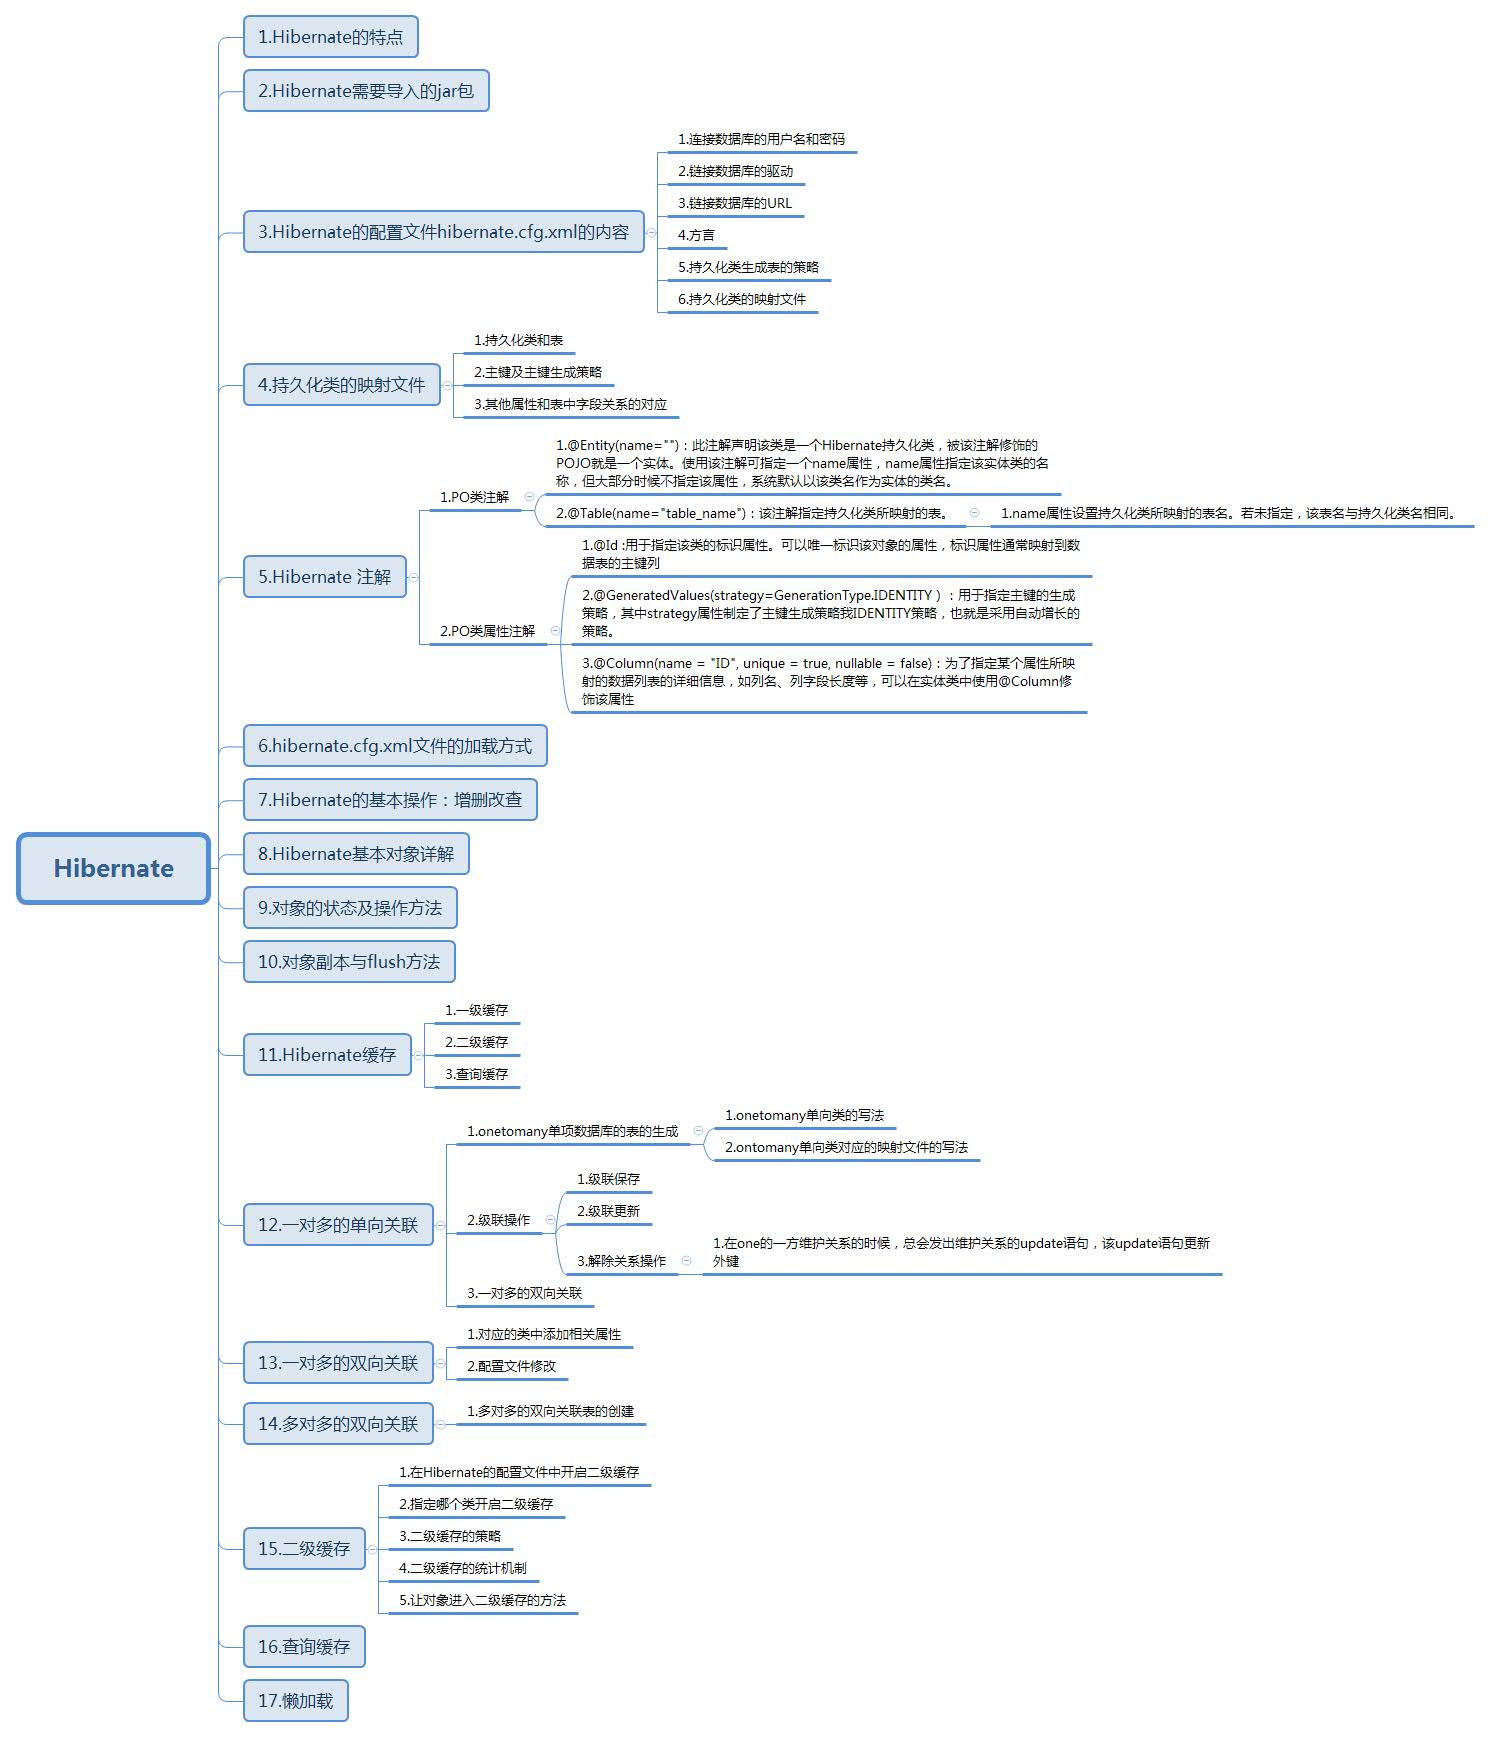 Hibernate
1.Hibernate的特点
2.Hibernate需要导入的jar包
3.Hibernate的配置文件hibernate.cfg.xml的内容
1.连接数据库的用户名和密码
2.链接数据库的驱动
3.链接数据库的URL
4.方言
5.持久化类生成表的策略
6.持久化类的映射文件
4.持久化类的映射文件
1.持久化类和表
2.主键及主键生成策略
3.其他属性和表中字段关系的对应
5.Hibernate 注解
1.PO类注解
1.@Entity(name="")：此注解声明该类是一个Hibernate持久化类，被该注解修饰的
POJO就是一个实体。使用该注解可指定一个name属性，name属性指定该实体类的名
称，但大部分时候不指定该属性，系统默认以该类名作为实体的类名。
2.@Table(name="table_name")：该注解指定持久化类所映射的表。
1.name属性设置持久化类所映射的表名。若未指定，该表名与持久化类名相同。
2.PO类属性注解
1.@Id :用于指定该类的标识属性。可以唯一标识该对象的属性，标识属性通常映射到数
据表的主键列
2.@GeneratedValues(strategy=GenerationType.IDENTITY )：用于指定主键的生成
策略，其中strategy属性制定了主键生成策略我IDENTITY策略，也就是采用自动增长的
策略。
3.@Column(name = "ID", unique = true, nullable = false)：为了指定某个属性所映
射的数据列表的详细信息，如列名、列字段长度等，可以在实体类中使用@Column修
饰该属性
6.hibernate.cfg.xml文件的加载方式
7.Hibernate的基本操作：增删改查
8.Hibernate基本对象详解
9.对象的状态及操作方法
10.对象副本与flush方法
11.Hibernate缓存
1.一级缓存
2.二级缓存
3.查询缓存
12.一对多的单向关联
1.onetomany单项数据库的表的生成
1.onetomany单向类的写法
2.ontomany单向类对应的映射文件的写法
2.级联操作
1.级联保存
2.级联更新
3.解除关系操作
1.在one的一方维护关系的时候，总会发出维护关系的update语句，该update语句更新
外键
3.一对多的双向关联
13.一对多的双向关联
1.对应的类中添加相关属性
2.配置文件修改
14.多对多的双向关联
1.多对多的双向关联表的创建
15.二级缓存
1.在Hibernate的配置文件中开启二级缓存
2.指定哪个类开启二级缓存
3.二级缓存的策略
4.二级缓存的统计机制
5.让对象进入二级缓存的方法
16.查询缓存
17.懒加载